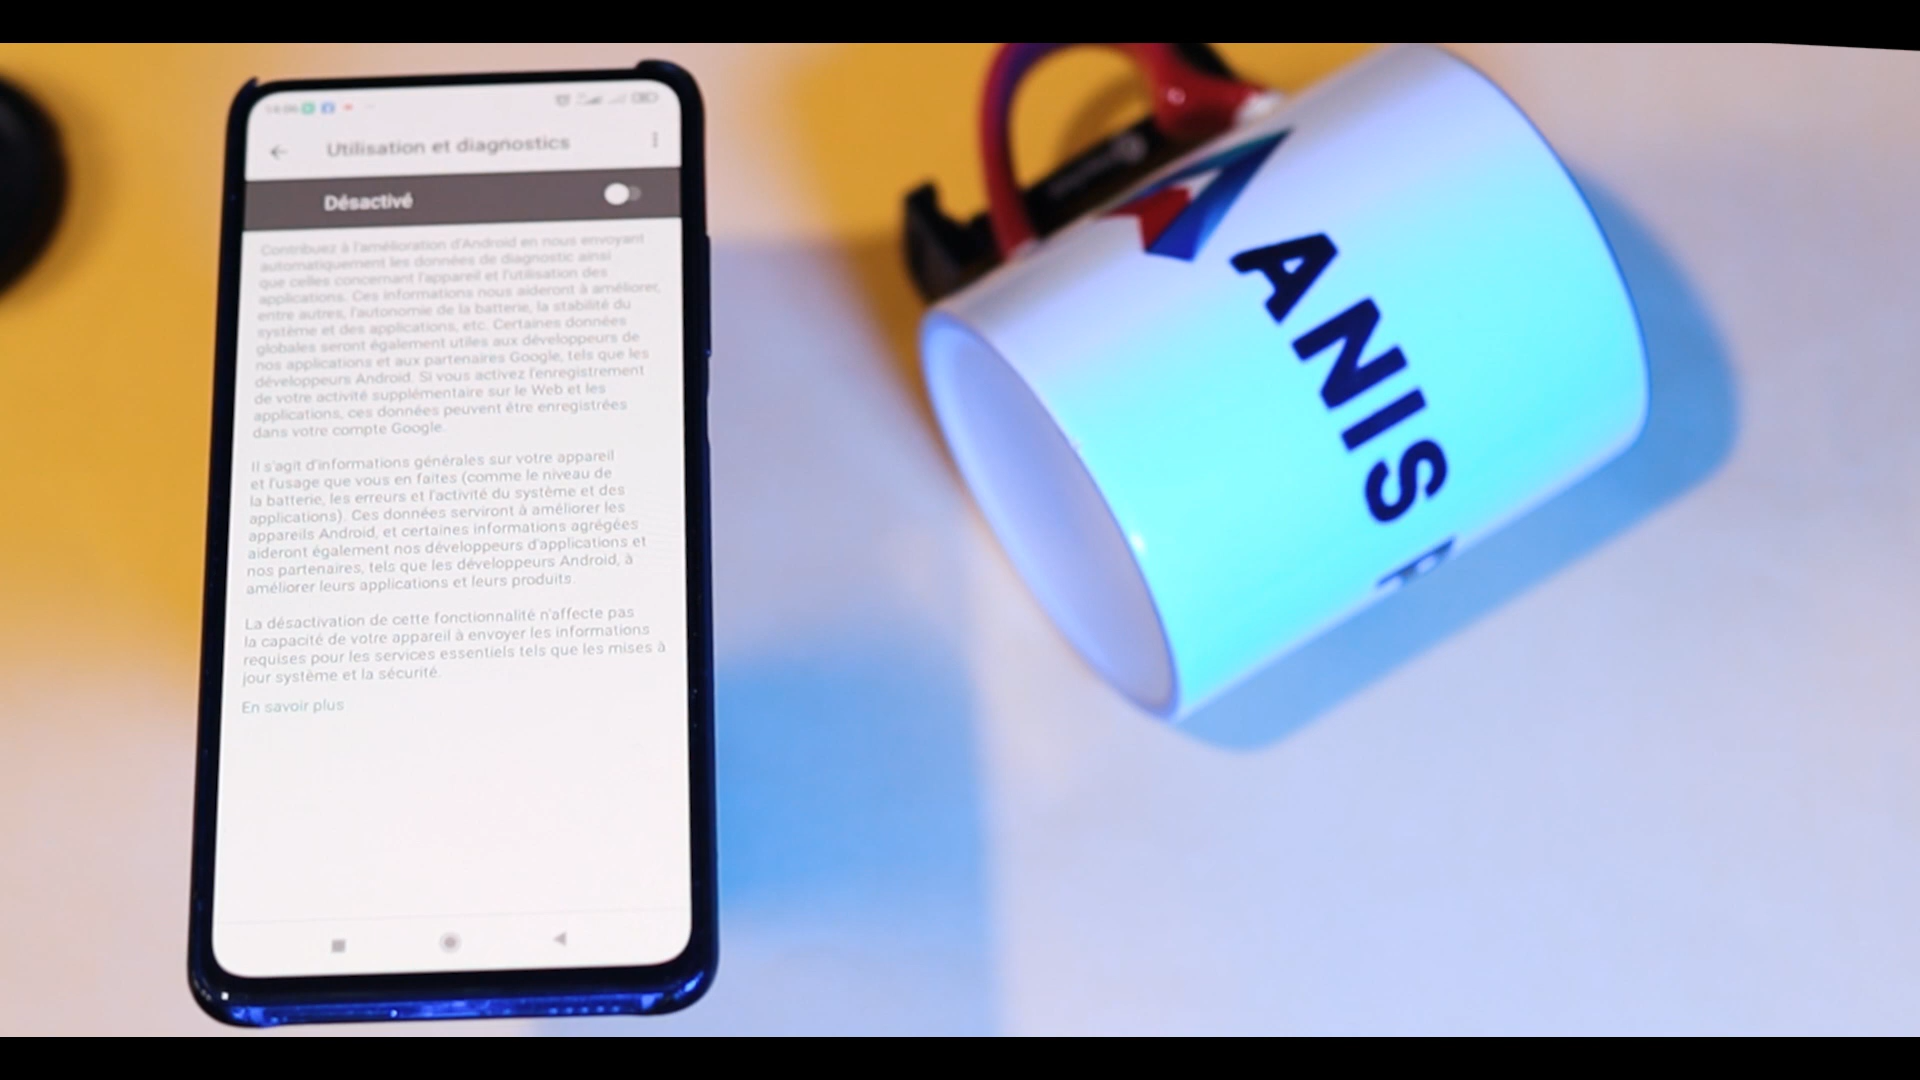 Utilisation et diagnostics
Désactivé
Contribuez à l'amélioration d'Android en nous envoyant
automatiquement les données de diagnostic ainsi
que celles concernant l'appareil et l'utilisation des
applications. Ces informations nous aideront à améliorer,
entre autres, l'autonomie de la batterie, la stabilité du
système et des applications, etc. Certaines données
globales seront également utiles aux développeurs de
nos applications et aux partenaires Google, tels que les
développeurs Android. Si vous activez l'enregistrement
de votre activité supplémentaire sur le Web et les
applications, ces données peuvent être enregistrées
dans votre compte Google.
Il s'agit d'informations générales sur votre appareil
et l'usage que vous en faites (comme le niveau de
la batterie, les erreurs et l'activité du système et des
applications). Ces données serviront à améliorer les
appareils Android, et certaines informations agrégées
aideront également nos développeurs d'applications et
nos partenaires, tels que les développeurs Android, à
améliorer leurs applications et leurs produits.
La désactivation de cette fonctionnalité n'affecte pas
la capacité de votre appareil à envoyer les informations
requises pour les services essentiels tels que les mises à
jour système et la sécurité.
En savoir plus
ANIS